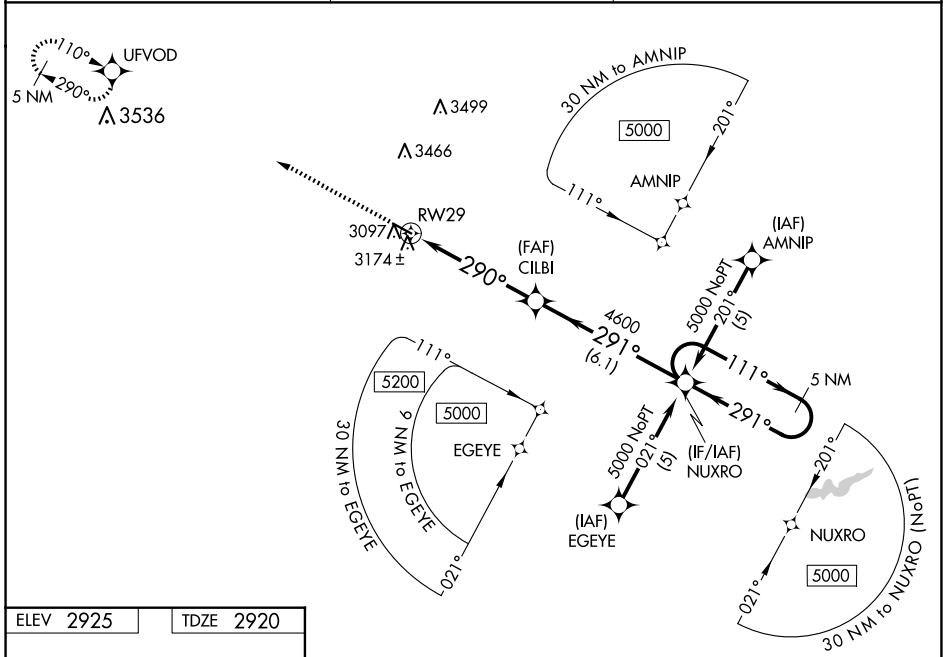 110°
UFVOD
290°
5 NM
3536
3499
3466
30 NM to AMNIP
5000
201°
AMNIP
111°
RW29
3097
3174 ±
290°
(FAF)
CILBI
(IAF)
AMNIP
5000 NoPT
201°
(5)
4600
291°
(6.1)
111°
5 NM
291°
(IF/IAF)
NUXRO
5000 NoPT
021°
(5)
(IAF)
EGEYE
111°
5200
5000
9 NM to EGEYE
30 NM to EGEYE
EGEYE
021°
201°
NUXRO
5000
021°
30 NM to NUXRO (NoPT)
ELEV 2925
TDZE 2920